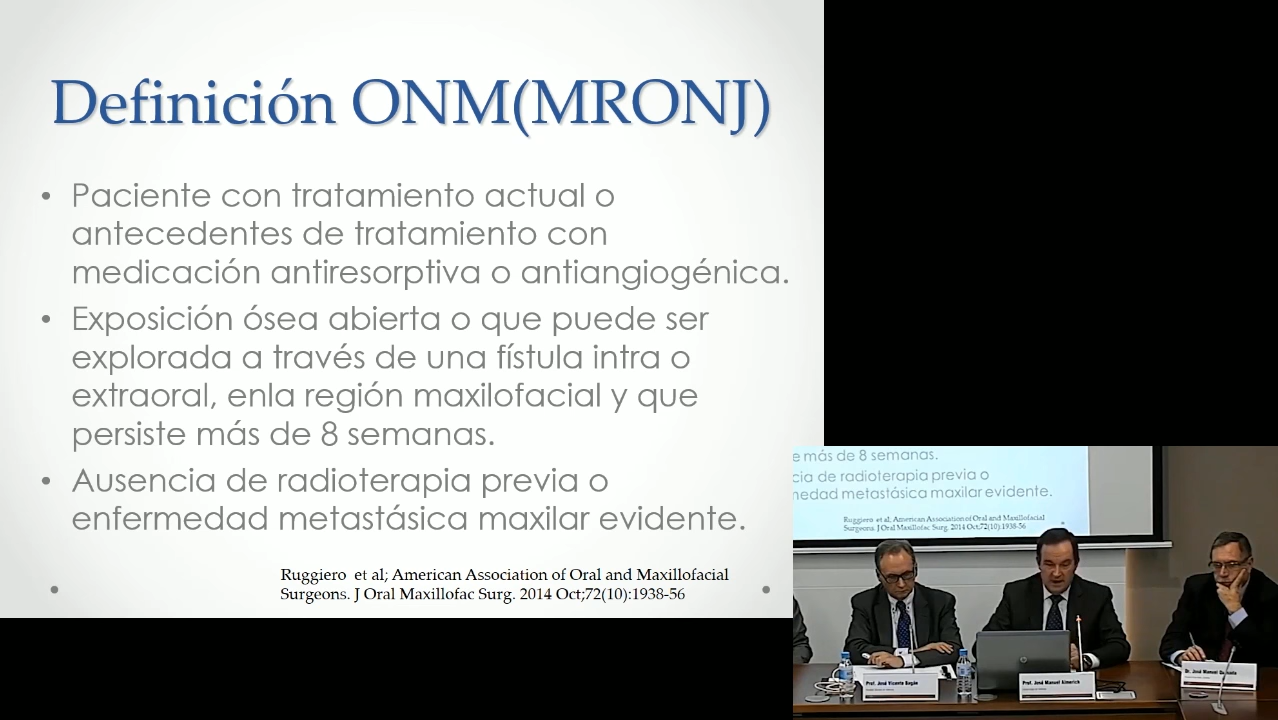 Definición ONM(MRONJ)
• Paciente con tratamiento actual o
antecedentes de tratamiento con
medicación antiresorptiva o antiangiogénica.
• Exposición ósea abierta o que puede ser
explorada a través de una fístula intra o
extraoral, enla región maxilofacial y que
persiste más de 8 semanas.
• Ausencia de radioterapia previa o
enfermedad metastásica maxilar evidente.
Ruggiero et al; American Association of Oral and Maxillofacial
Surgeons. J Oral Maxillofac Surg. 2014 Oct;72(10):1938-56
e más de 8 semanas.
cia de radioterapia previa o
medad metastásica maxilar evidente.
Ruggiero et al; American Association of Oral and Maxillofacial
Surgeons. J Oral Maxillofac Surg. 2014 Oct;72(10):1938-56
Prof. José Vicente Bagán
Prof. José Manuel Almerich
Dr. José Manuel